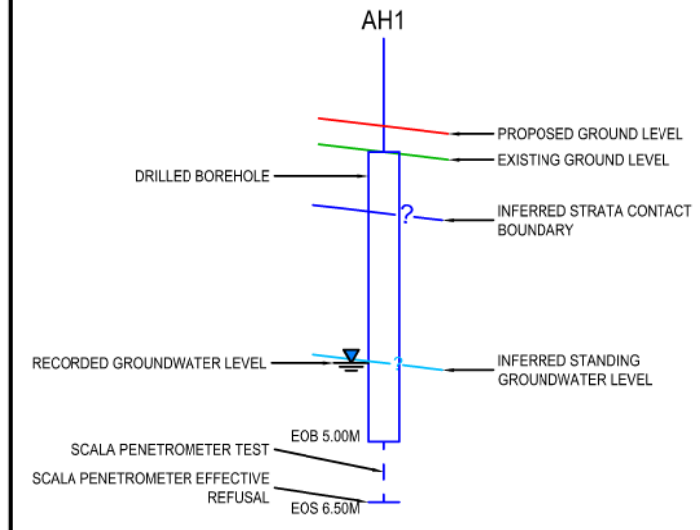 AH1
PROPOSED GROUND LEVEL
EXISTING GROUND LEVEL
DRILLED BOREHOLE
?
INFERRED STRATA CONTACT
BOUNDARY
RECORDED GROUNDWATER LEVEL
?
INFERRED STANDING
GROUNDWATER LEVEL
EOB 5.00M
SCALA PENETROMETER TEST
SCALA PENETROMETER EFFECTIVE
REFUSAL
EOS 6.50M